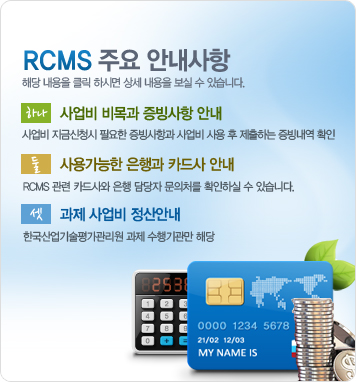 RCMS 주요 안내사항
해당 내용을 클릭 하시면 상세 내용을 보실 수 있습니다.
하나 사업비 비목과 증빙사항 안내
사업비 지금신청시 필요한 증빙사항과 사업비 사용 후 제출하는 증빙내역 확인
둘 사용가능한 은행과 카드사 안내
RCMS 관련 카드사와 은행 담당자 문의처를 확인하실 수 있습니다.
셋 과제 사업비 정산안내
한국산업기술평가관리원 과제 수행기관만 해당
0000 1234 5678
21/02 12/03
MY NAME IS